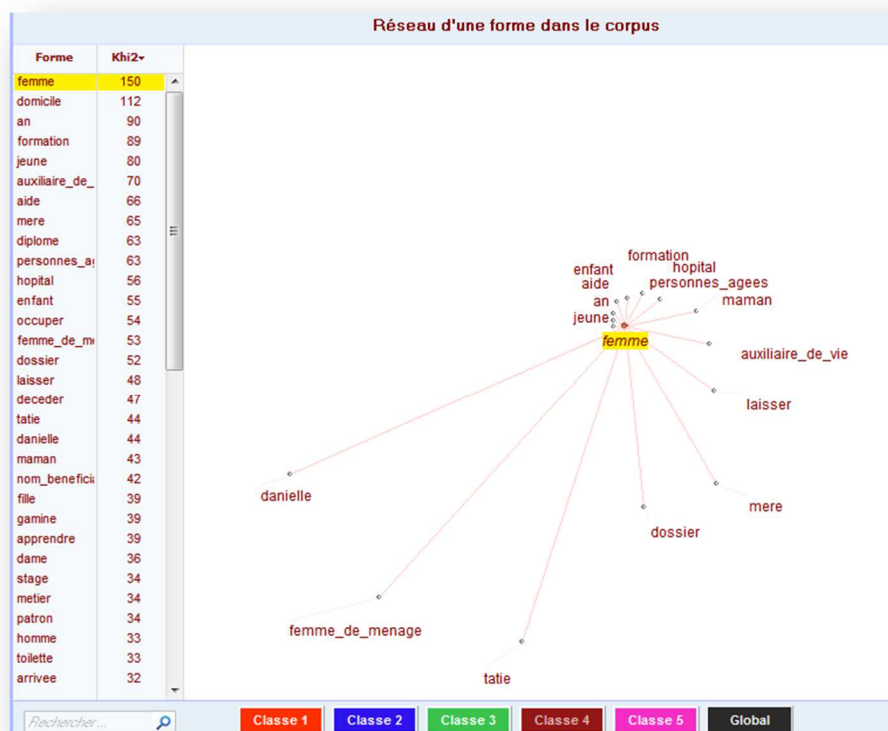 Réseau d'une forme dans le corpus
Forme Khi2
femme 150
domicile 112
an 90
formation 89
jeune 80
auxiliaire_de_ 70
aide 66
mere 65
diplome 63
personnes_a 63
hopital 56
enfant 55
occuper 54
femme_de_m 53
dossier 52
laisser 48
deceder 47
tatie 44
danielle 44
maman 43
nom_benefici 42
fille 39
gamine 39
apprendre 39
dame 36
stage 34
metier 34
patron 34
homme 33
toilette 33
arrivee 32
formation
enfant hopital
aide personnes_agees
an maman
jeune
femme
auxiliaire_de_vie
laisser
danielle
mere
dossier
femme_de_menage
tatie
Rechercher ...
Classe 1 Classe 2 Classe 3 Classe 4 Classe 5 Global